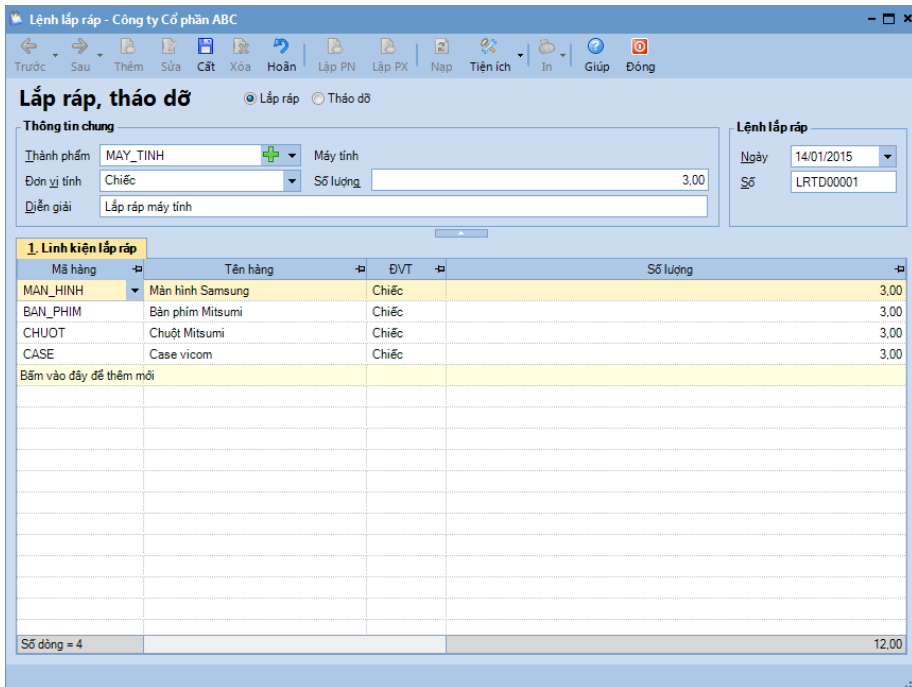 Lệnh lắp ráp - Công ty Cổ phần ABC
Trước Sau Thêm Sửa Cất Xóa Hoãn Lập PN Lập PX Nạp Tiện ích In Giúp Đóng
Lắp ráp, tháo dỡ Lắp ráp Tháo dỡ
Thông tin chung Lệnh lắp ráp
Thành phẩm MAY_TINH Máy tính Ngày 14/01/2015
Đơn vị tính Chiếc Số lượng 3,00 Số LRTD00001
Diễn giải Lắp ráp máy tính
1. Linh kiện lắp ráp
Mã hàng Tên hàng ĐVT Số lượng
MAN_HINH Màn hình Samsung Chiếc 3,00
BAN_PHIM Bàn phím Mitsumi Chiếc 3,00
CHUOT Chuột Mitsumi Chiếc 3,00
CASE Case vicom Chiếc 3,00
Bấm vào đây để thêm mới
Số dòng = 4 12,00